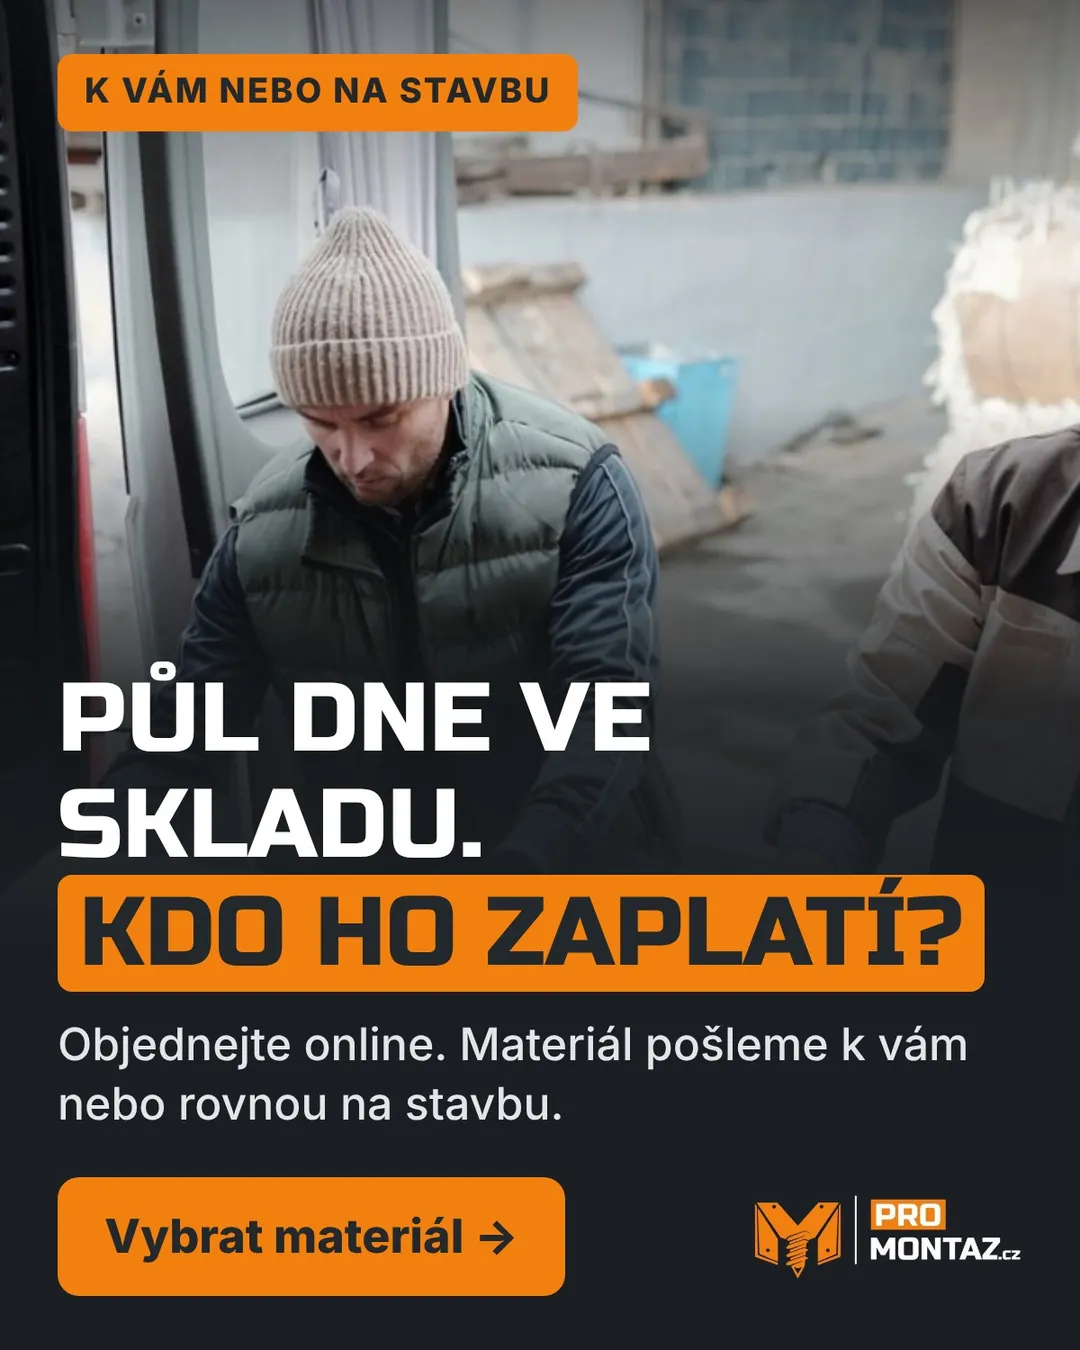 K VÁM NEBO NA STAVBU
PŮL DNE VE
SKLADU.
KDO HO ZAPLATÍ?
Objednejte online. Materiál pošleme k vám
nebo rovnou na stavbu.
Vybrat materiál →
PRO
MONTAZ.cz